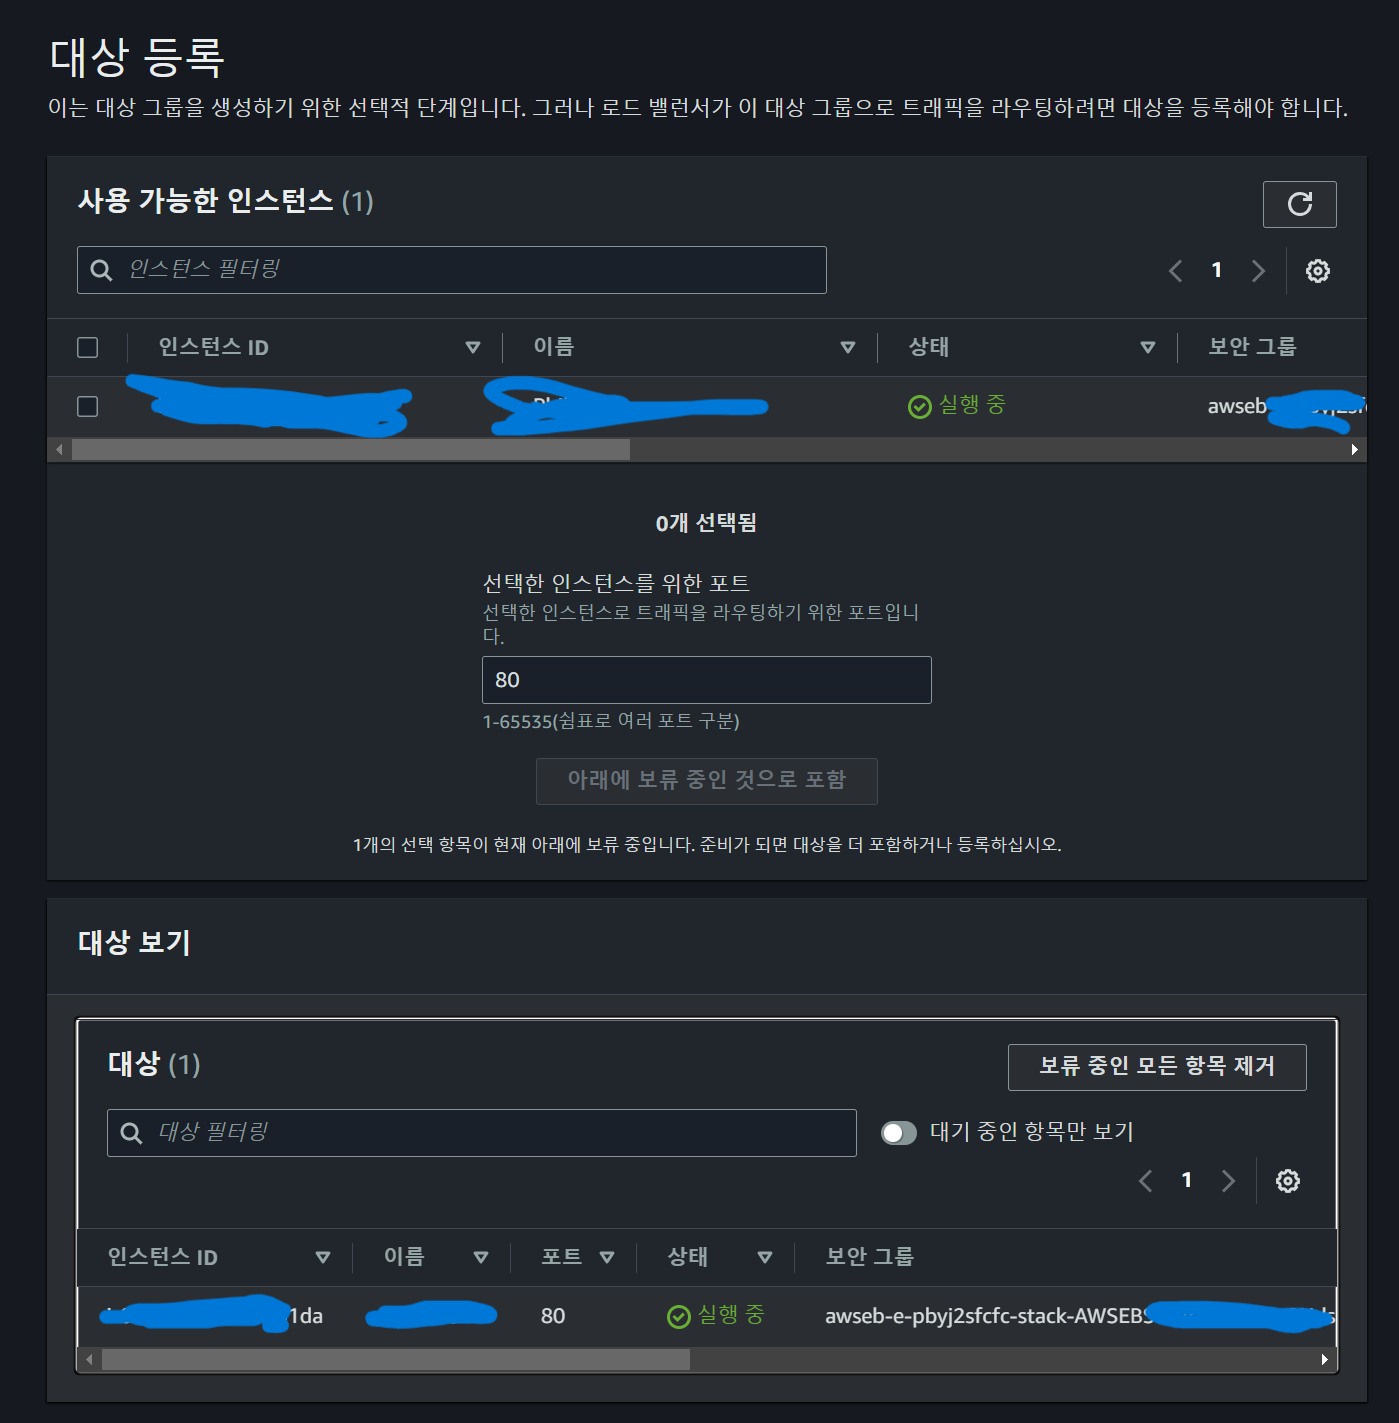 대상 등록
이는 대상 그룹을 생성하기 위한 선택적 단계입니다. 그러나 로드 밸런서가 이 대상 그룹으로 트래픽을 라우팅하려면 대상을 등록해야 합니다.
사용 가능한 인스턴스 (1)
인스턴스 필터링
1
인스턴스 ID 이름 상태 보안 그룹
실행 중 awseb
0개 선택됨
선택한 인스턴스를 위한 포트
선택한 인스턴스로 트래픽을 라우팅하기 위한 포트입니
다.
80
1-65535(쉼표로 여러 포트 구분)
아래에 보류 중인 것으로 포함
1개의 선택 항목이 현재 아래에 보류 중입니다. 준비가 되면 대상을 더 포함하거나 등록하십시오.
대상 보기
대상 (1)
보류 중인 모든 항목 제거
대상 필터링
대기 중인 항목만 보기
1
인스턴스 ID 이름 포트 상태 보안 그룹
1da 80 실행 중 awseb-e-pbyj2sfcfc-stack-AWSEBS